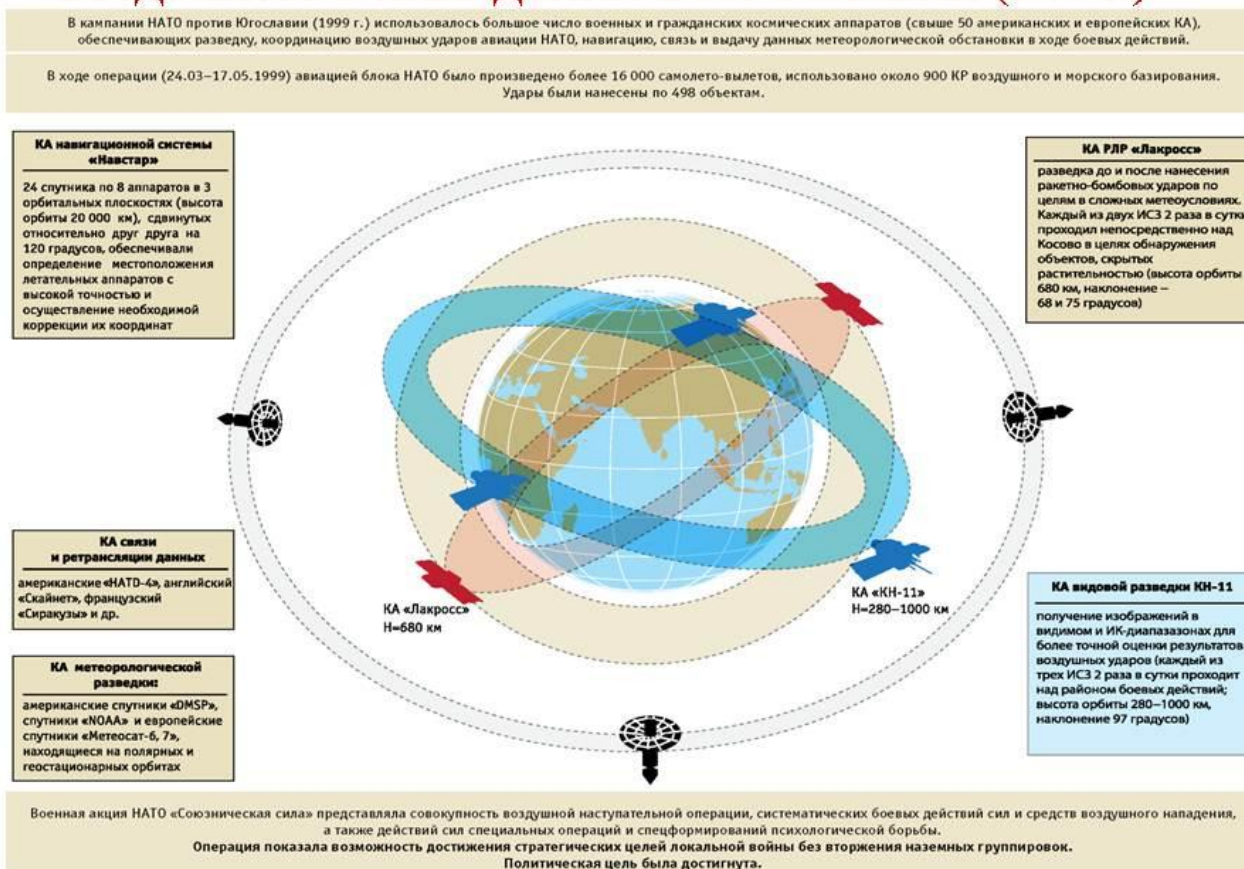 В кампании НАТО против Югославии (1999 г.) использовалось большое число военных и гражданских космических аппаратов (свыше 50 американских и европейских КА),
обеспечивающих разведку, координацию воздушных ударов авиации НАТО, навигацию, связь и выдачу данных метеорологической обстановки в ходе боевых действий.
В ходе операции (24.03–17.05.1999) авиацией блока НАТО было произведено более 16 000 самолето-вылетов, использовано около 900 КР воздушного и морского базирования.
Удары были нанесены по 498 объектам.
КА навигационной системы
«Навстар»
24 спутника по 8 аппаратов в 3
орбитальных плоскостях (высота
орбиты 20 000 км), сдвинутых
относительно друг друга на
120 градусов, обеспечивали
определение местоположения
летательных аппаратов с
высокой точностью и
осуществление необходимой
коррекции их координат
КА РЛР «Лакросс»
разведка до и после нанесения
ракетно-бомбовых ударов по
целям в сложных метеоусловиях.
Каждый из двух ИСЗ 2 раза в сутки
проходил непосредственно над
Косово в целях обнаружения
объектов, скрытых
растительностью (высота орбиты
680 км, наклонение –
68 и 75 градусов)
КА связи
и ретрансляции данных
американские «НАТD-4», английский
«Скайнет», французский
«Сиракузы» и др.
КА «Лакросс»
Н=680 км
КА «КН-11»
Н=280–1000 км
КА видовой разведки КН-11
получение изображений в
видимом и ИК-диапазазонах для
более точной оценки результатов
воздушных ударов (каждый из
трех ИСЗ 2 раза в сутки проходит
над районом боевых действий;
высота орбиты 280–1000 км,
наклонение 97 градусов)
КА метеорологической
разведки:
американские спутники «DMSP»,
спутники «NOAA» и европейские
спутники «Метеосат-6, 7»,
находящиеся на полярных и
геостационарных орбитах
Военная акция НАТО «Союзническая сила» представляла совокупность воздушной наступательной операции, систематических боевых действий сил и средств воздушного нападения,
а также действий сил специальных операций и спецформирований психологической борьбы.
Операция показала возможность достижения стратегических целей локальной войны без вторжения наземных группировок.
Политическая цель была достигнута.